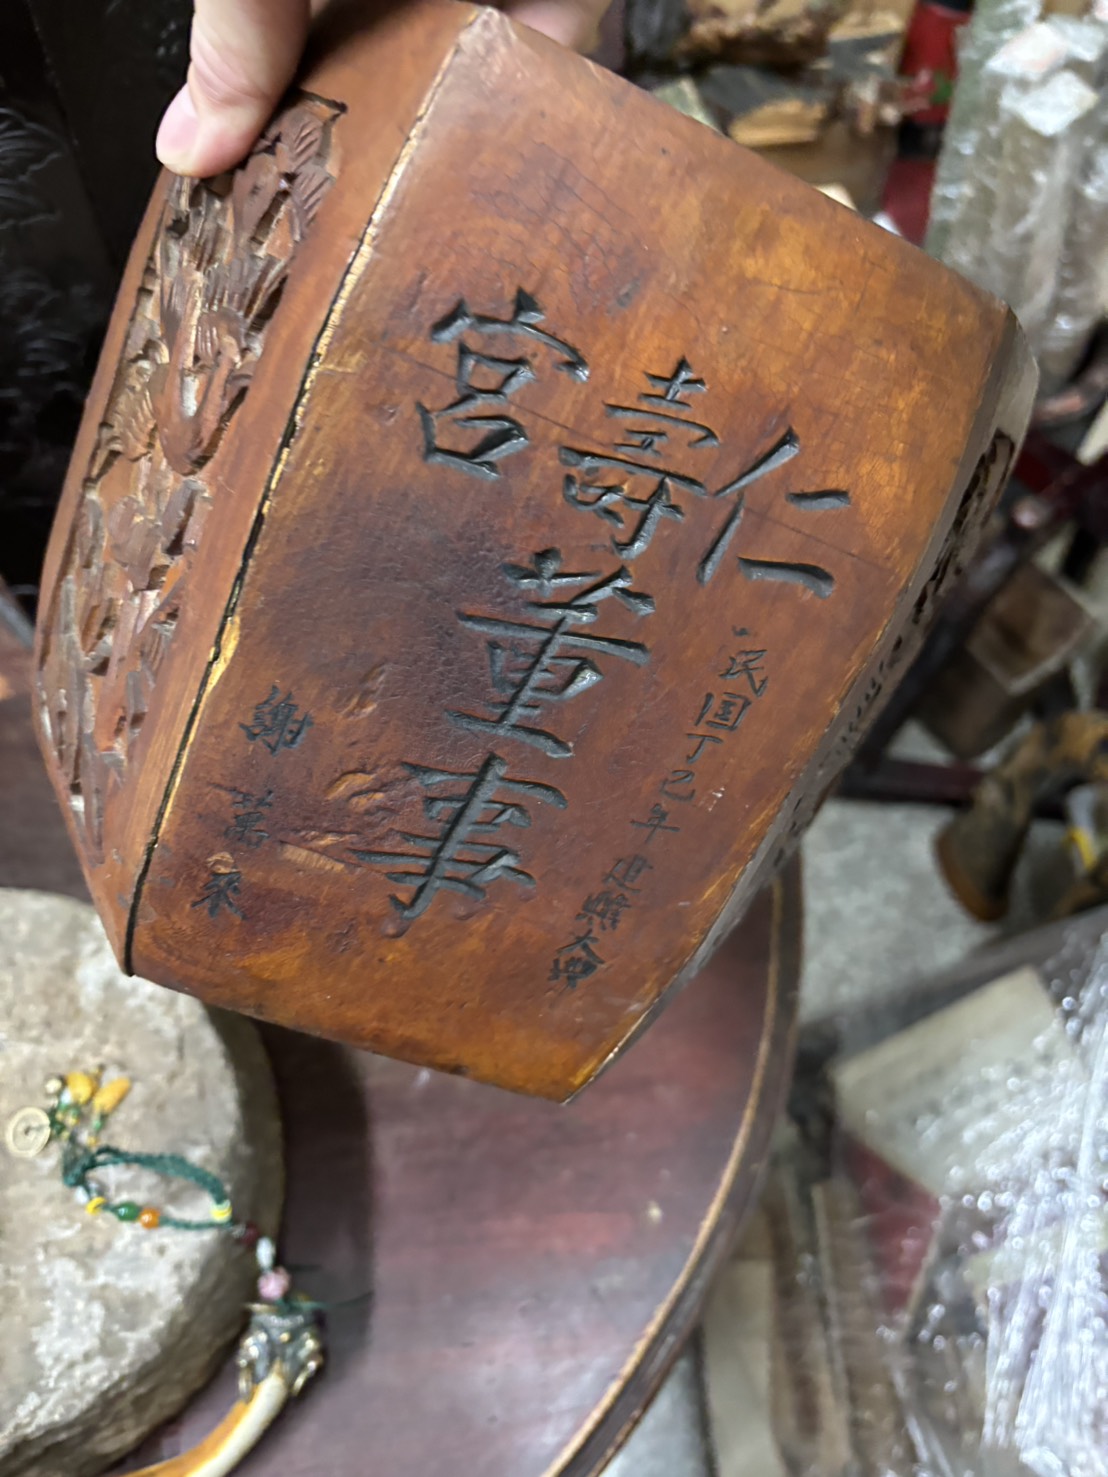 仁壽宮
民国丁巳年 建醮大典
董事
謝萬來